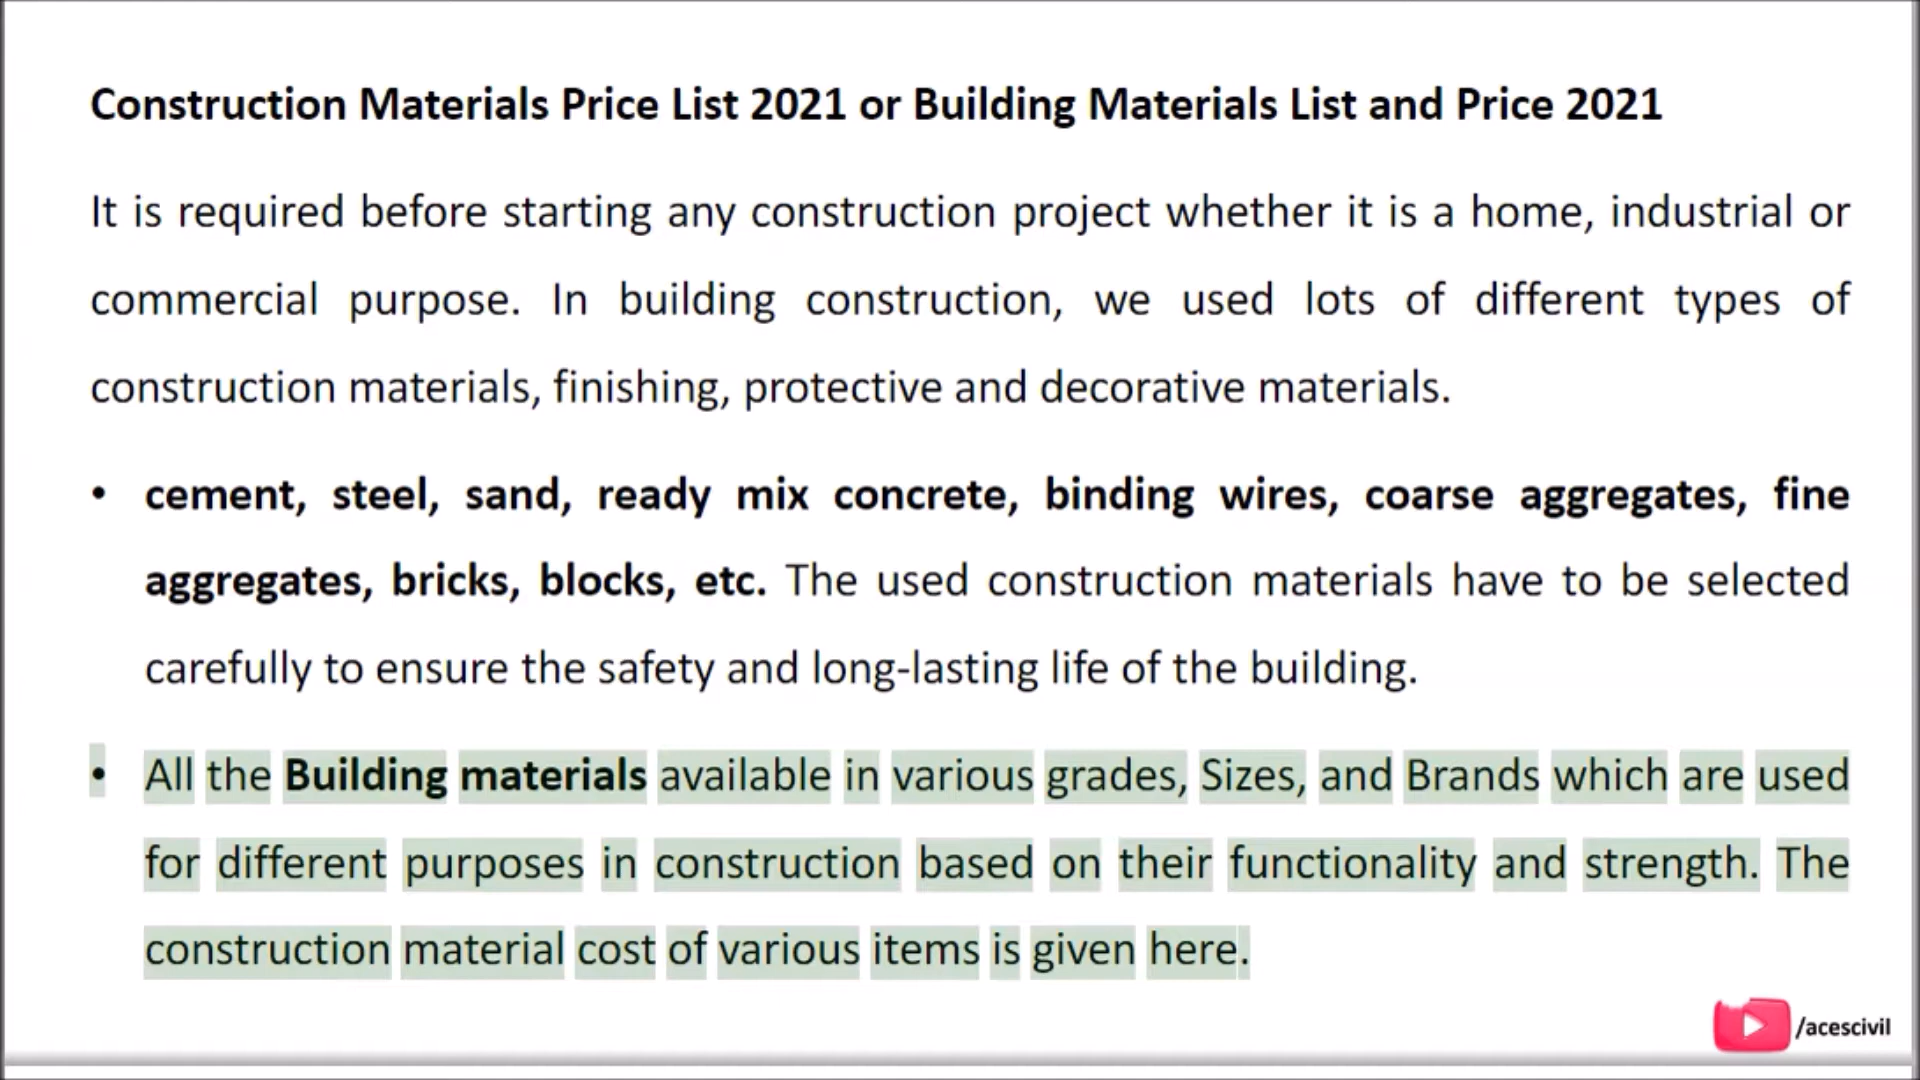 Construction Materials Price List 2021 or Building Materials List and Price 2021
It is required before starting any construction project whether it is a home, industrial or
commercial purpose. In building construction, we used lots of different types of
construction materials, finishing, protective and decorative materials.
• cement, steel, sand, ready mix concrete, binding wires, coarse aggregates, fine
aggregates, bricks, blocks, etc. The used construction materials have to be selected
carefully to ensure the safety and long-lasting life of the building.
• All the Building materials available in various grades, Sizes, and Brands which are used
for different purposes in construction based on their functionality and strength. The
construction material cost of various items is given here.
/acescivil